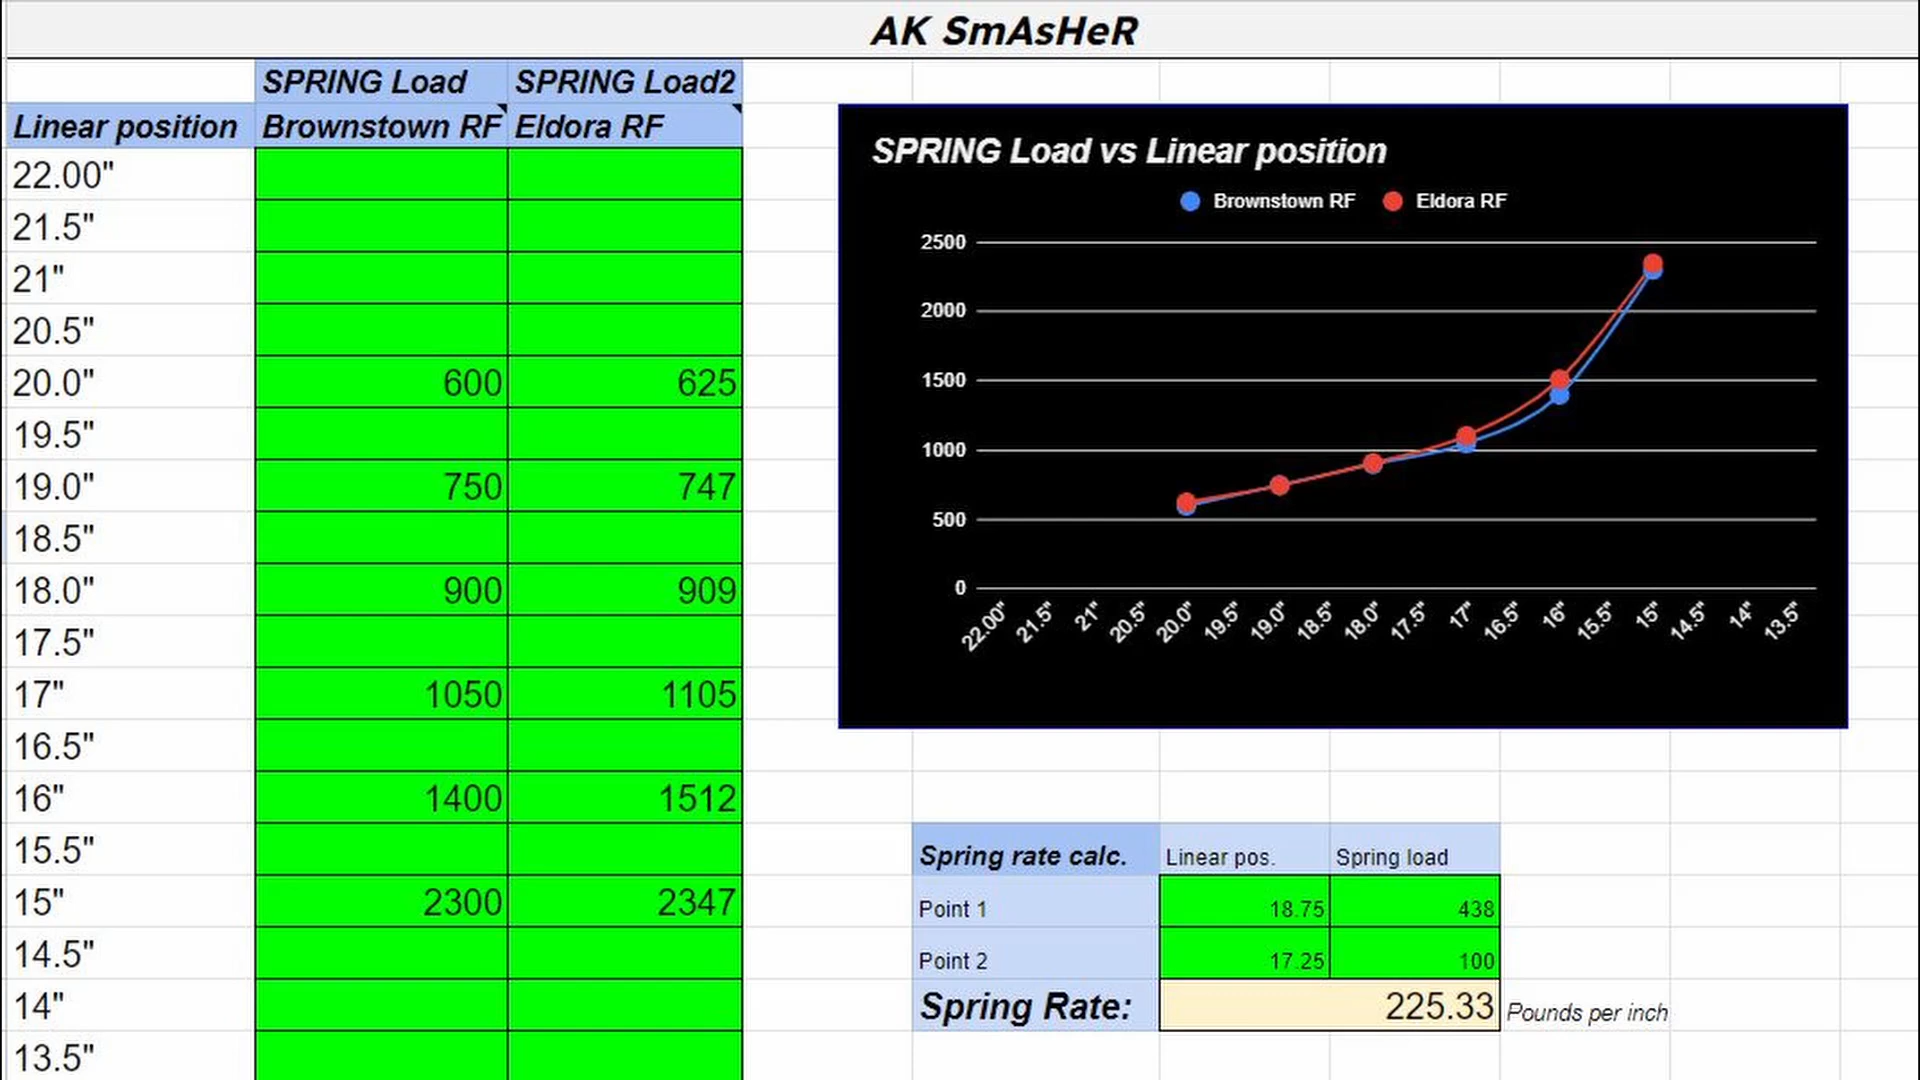 AK SmAsHeR
SPRING Load SPRING Load2
Linear position Brownstown RF Eldora RF
22.00"
21.5"
21"
20.5"
20.0" 600 625
19.5"
19.0" 750 747
18.5"
18.0" 900 909
17.5"
17" 1050 1105
16.5"
16" 1400 1512
15.5"
15" 2300 2347
14.5"
14"
13.5"
SPRING Load vs Linear position
Brownstown RF Eldora RF
2500
2000
1500
1000
500
0
22.00" 21.5" 21" 20.5" 20.0" 19.5" 19.0" 18.5" 18.0" 17.5" 17" 16.5" 16" 15.5" 15" 14.5" 14" 13.5"
Spring rate calc. Linear pos. Spring load
Point 1 18.75 438
Point 2 17.25 100
Spring Rate: 225.33 Pounds per inch